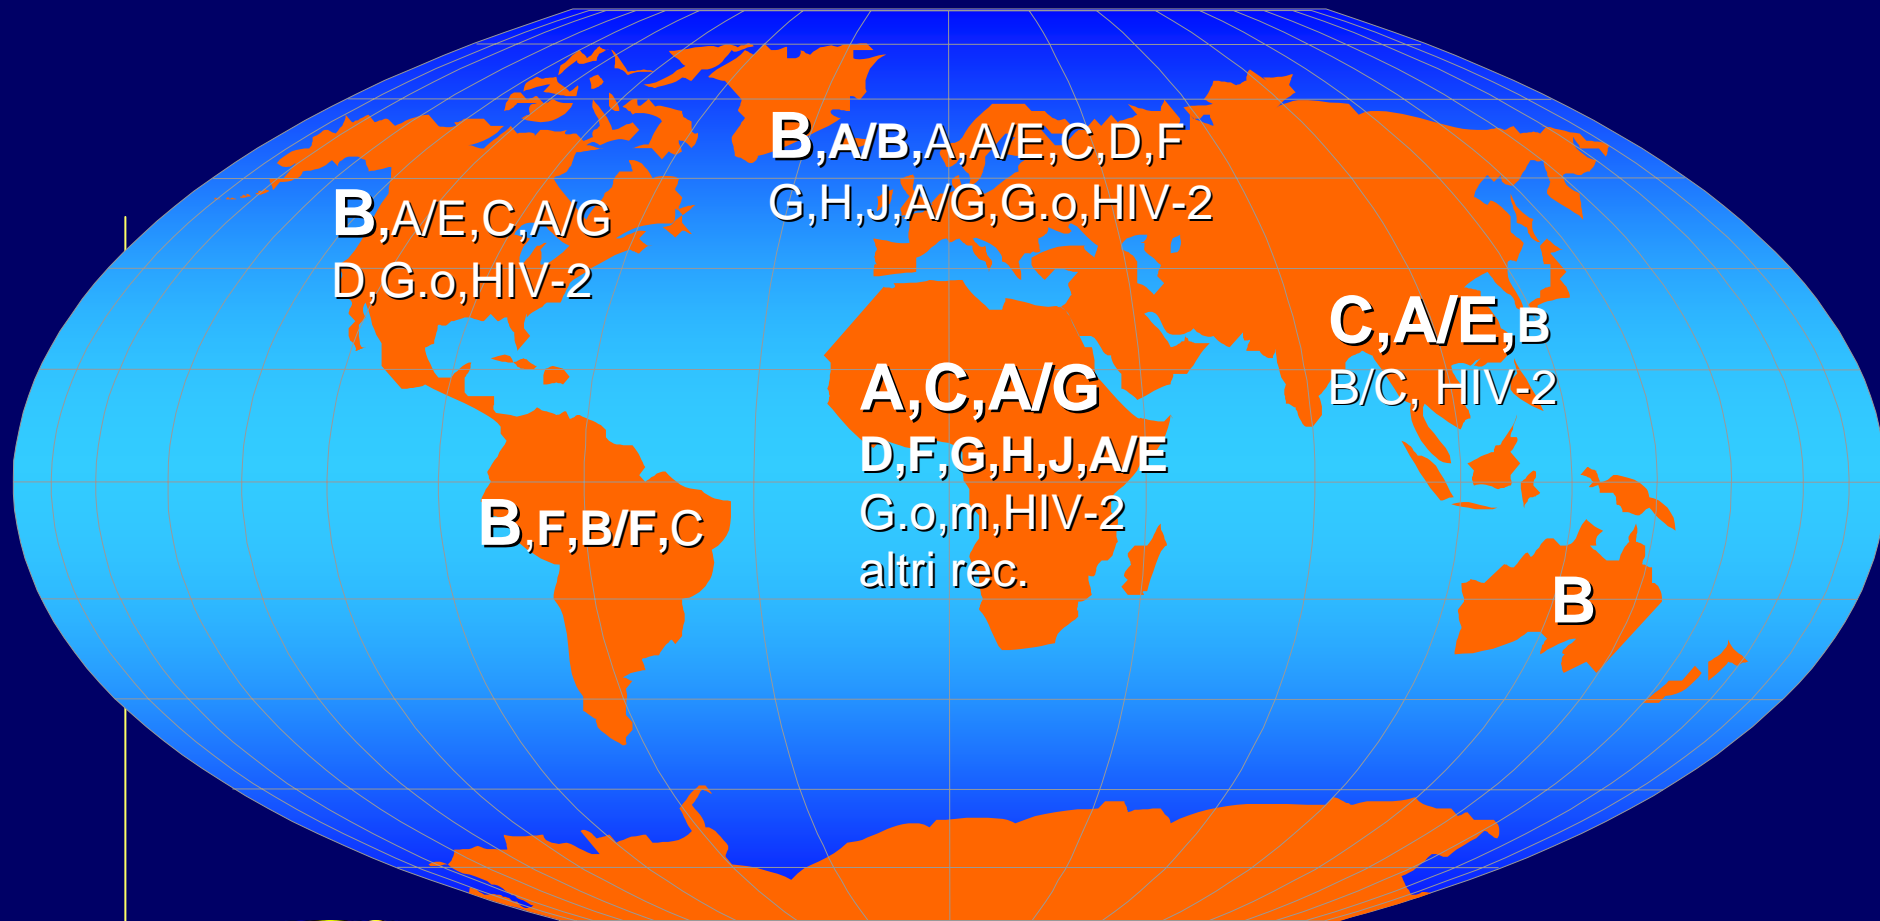 B,A/B,A,A/E,C,D,F
G,H,J,A/G,G.o,HIV-2
B,A/E,C,A/G
D,G.o,HIV-2
C,A/E,B
B/C, HIV-2
A,C,A/G
D,F,G,H,J,A/E
G.o,m,HIV-2
altri rec.
B,F,B/F,C
B